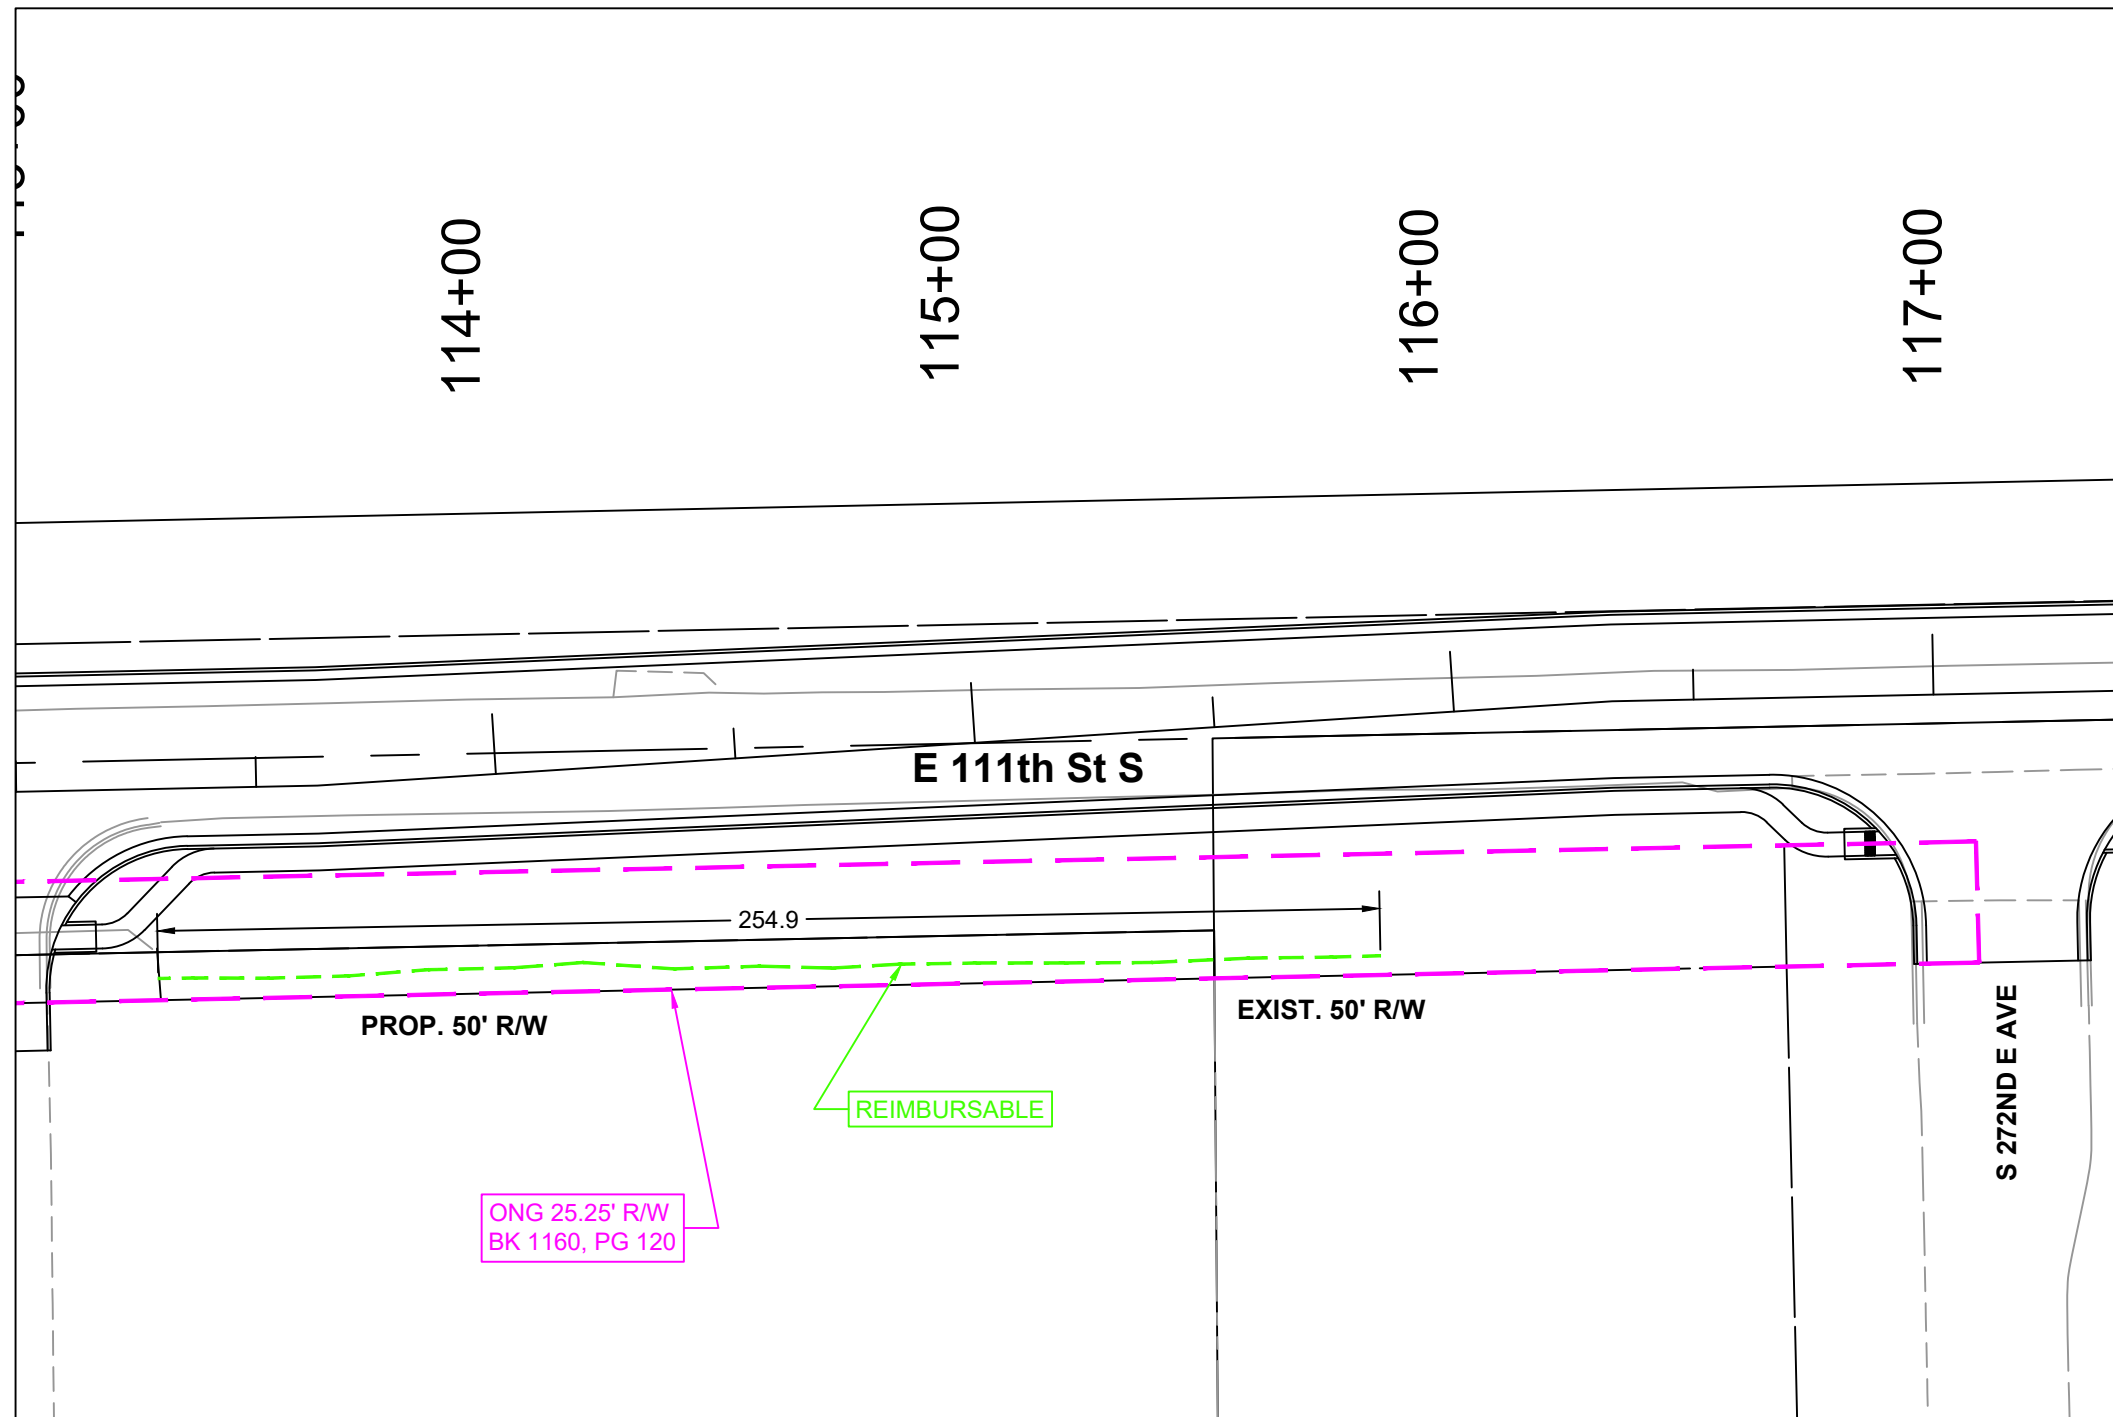 114+00
115+00
116+00
117+00
E 111th St S
254.9
PROP. 50' R/W
EXIST. 50' R/W
REIMBURSABLE
S 272ND E AVE
ONG 25.25' R/W
BK 1160, PG 120